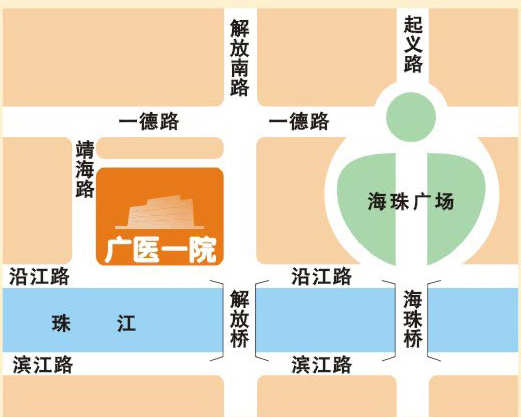 解放南路
起义路
一德路
一德路
靖海路
海珠广场
广医一院
沿江路
沿江路
珠江
解放桥
海珠桥
滨江路
滨江路